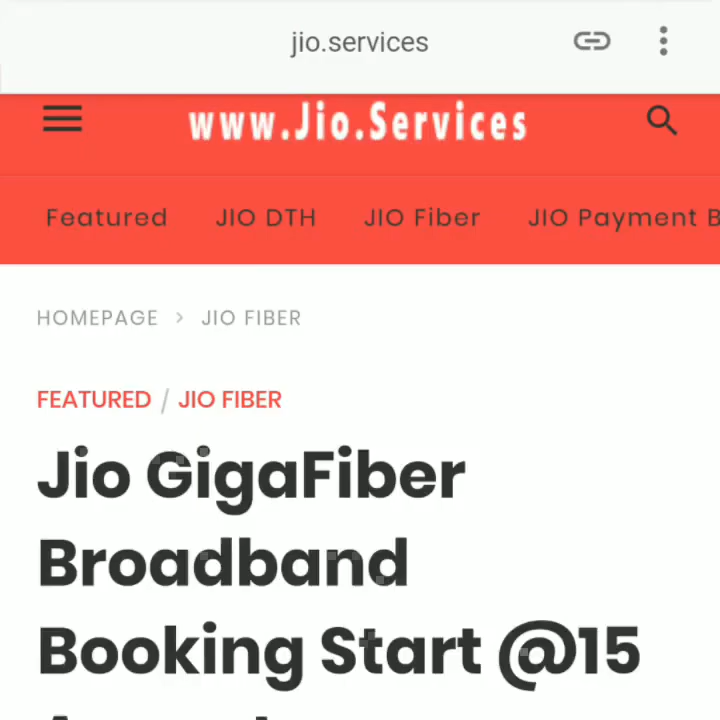 jio.services
www.Jio.Services
Featured JIO DTH JIO Fiber JIO Payment B
HOMEPAGE > JIO FIBER
FEATURED / JIO FIBER
Jio GigaFiber
Broadband
Booking Start @15